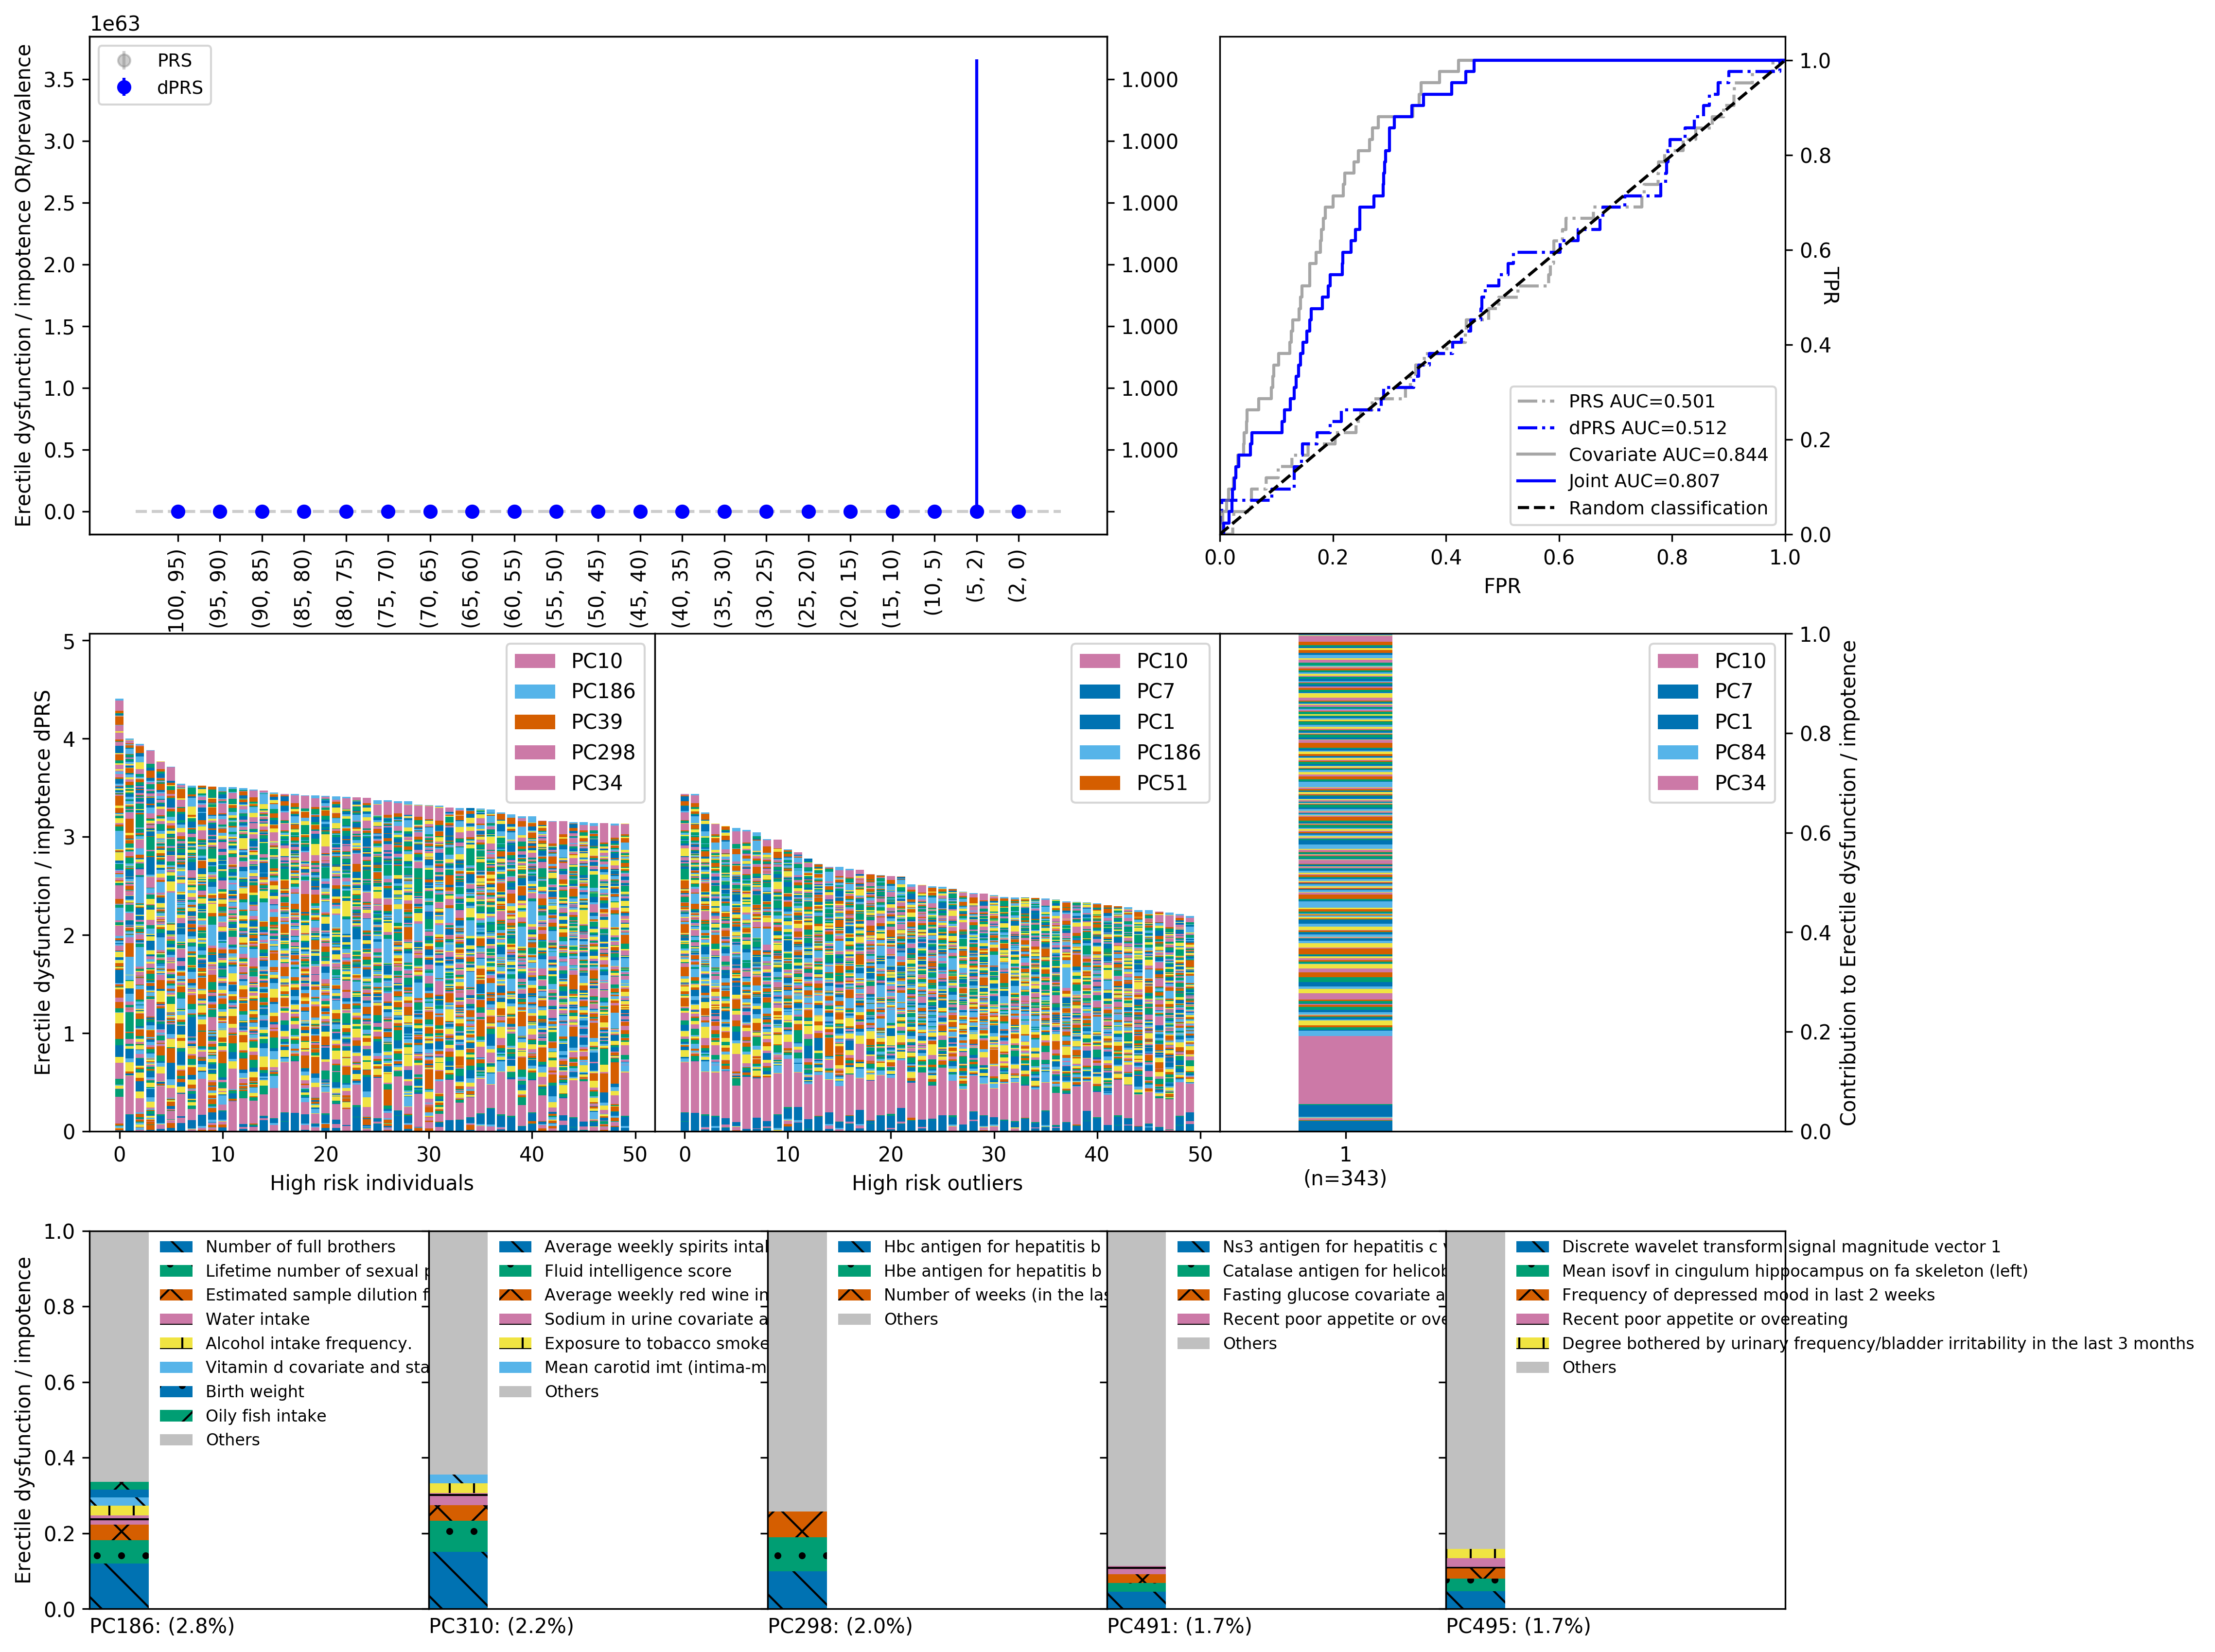 1e63
PRS
dPRS
Erectile dysfunction / impotence OR/prevalence
3.5
3.0
2.5
2.0
1.5
1.0
0.5
0.0
1.000
1.000
1.000
1.000
1.000
1.000
1.000
100, 95)
(95, 90)
(90, 85)
(85, 80)
(80, 75)
(75, 70)
(70, 65)
(65, 60)
(60, 55)
(55, 50)
(50, 45)
(45, 40)
(40, 35)
(35, 30)
(30, 25)
(25, 20)
(20, 15)
(15, 10)
(10, 5)
(5, 2)
(2, 0)
PRS AUC=0.501
dPRS AUC=0.512
Covariate AUC=0.844
Joint AUC=0.807
Random classification
1.0
0.8
0.6
0.4
0.2
0.0
TPR
0.0 0.2 0.4 0.6 0.8 1.0
FPR
Erectile dysfunction / impotence dPRS
5
4
3
2
1
0
PC10
PC186
PC39
PC298
PC34
0 10 20 30 40 50
High risk individuals
PC10
PC7
PC1
PC186
PC51
0 10 20 30 40 50
High risk outliers
PC10
PC7
PC1
PC84
PC34
1
(n=343)
1.0
0.8
0.6
0.4
0.2
0.0
Contribution to Erectile dysfunction / impotence
Erectile dysfunction / impotence
1.0
0.8
0.6
0.4
0.2
0.0
Number of full brothers
Lifetime number of sexual p
Estimated sample dilution f
Water intake
Alcohol intake frequency.
Vitamin d covariate and sta
Birth weight
Oily fish intake
Others
PC186: (2.8%)
Average weekly spirits intal
Fluid intelligence score
Average weekly red wine in
Sodium in urine covariate a
Exposure to tobacco smoke
Mean carotid imt (intima-m
Others
PC310: (2.2%)
Hbc antigen for hepatitis b
Hbe antigen for hepatitis b
Number of weeks (in the las
Others
PC298: (2.0%)
Ns3 antigen for hepatitis c v
Catalase antigen for helicob
Fasting glucose covariate a
Recent poor appetite or ove
Others
PC491: (1.7%)
Discrete wavelet transform signal magnitude vector 1
Mean isovf in cingulum hippocampus on fa skeleton (left)
Frequency of depressed mood in last 2 weeks
Recent poor appetite or overeating
Degree bothered by urinary frequency/bladder irritability in the last 3 months
Others
PC495: (1.7%)